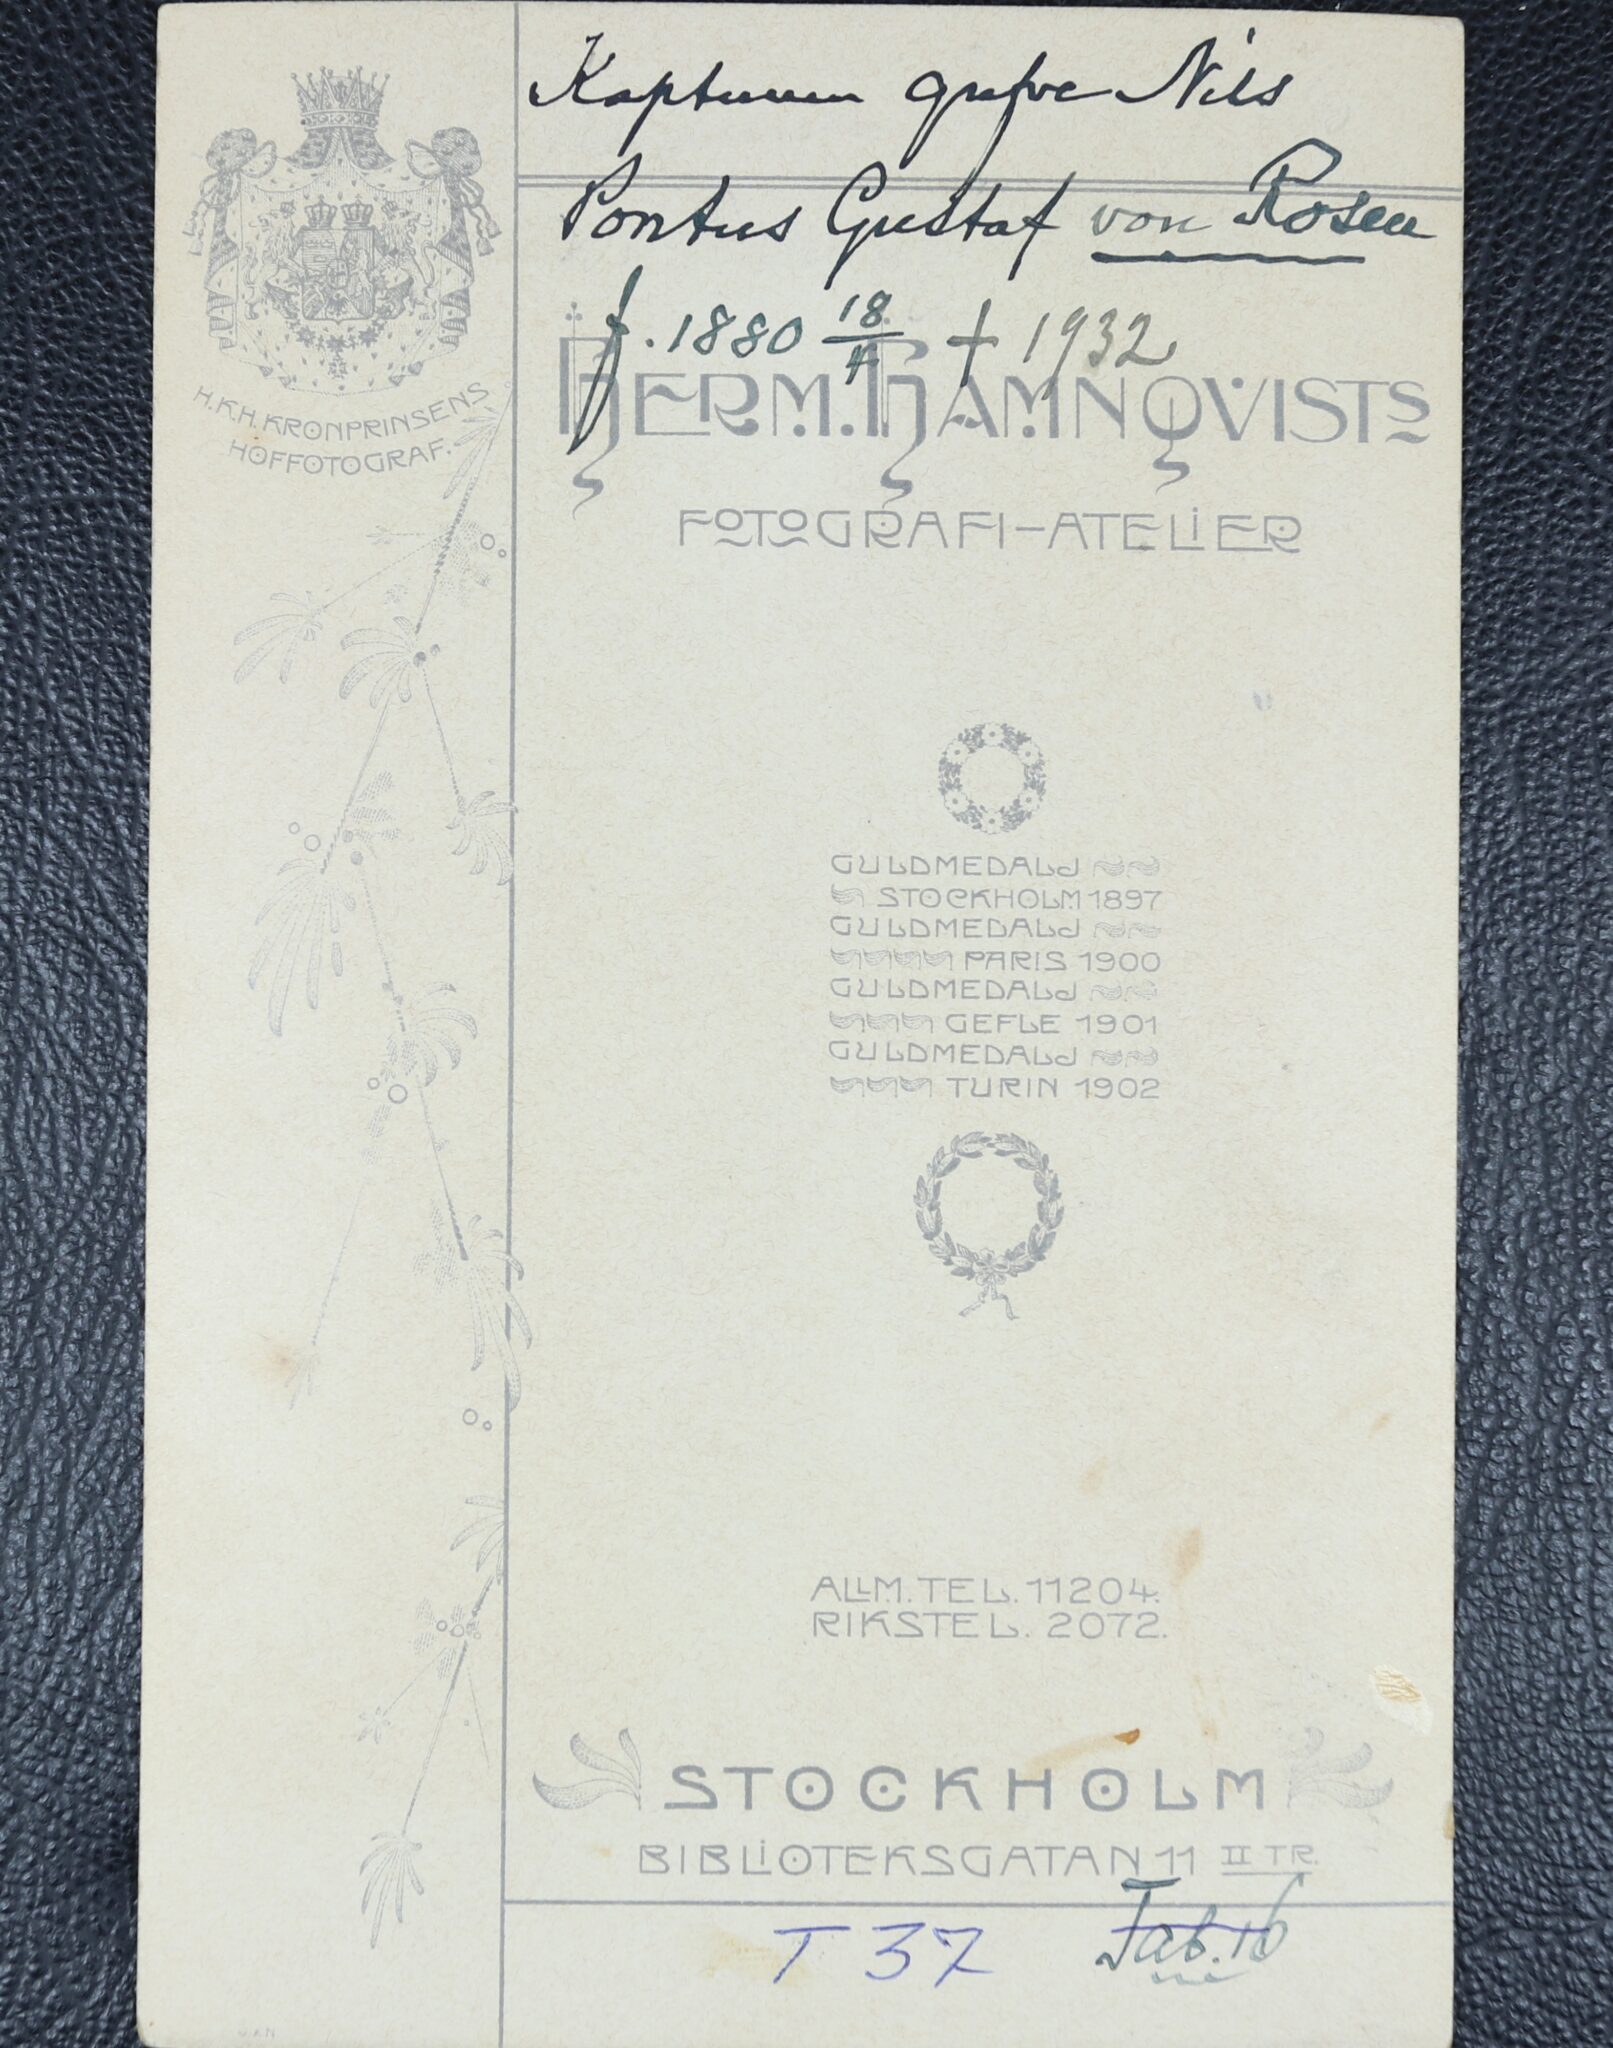 Kaptenen grefve Nils
Pontus Gustaf von Rosen
f. 1880 18/4 † 1932
H.K.H. KRONPRINSENS
HOFFOTOGRAF.
HERM. HAMNQVISTS
FOTOGRAFI-ATELIER
GULDMEDALJ
STOCKHOLM 1897
GULDMEDALJ
PARIS 1900
GULDMEDALJ
GEFLE 1901
GULDMEDALJ
TURIN 1902
ALLM. TEL. 11204.
RIKSTEL. 2072.
STOCKHOLM
BIBLIOTEKSGATAN 11 II TR.
T 37 Tab. 16